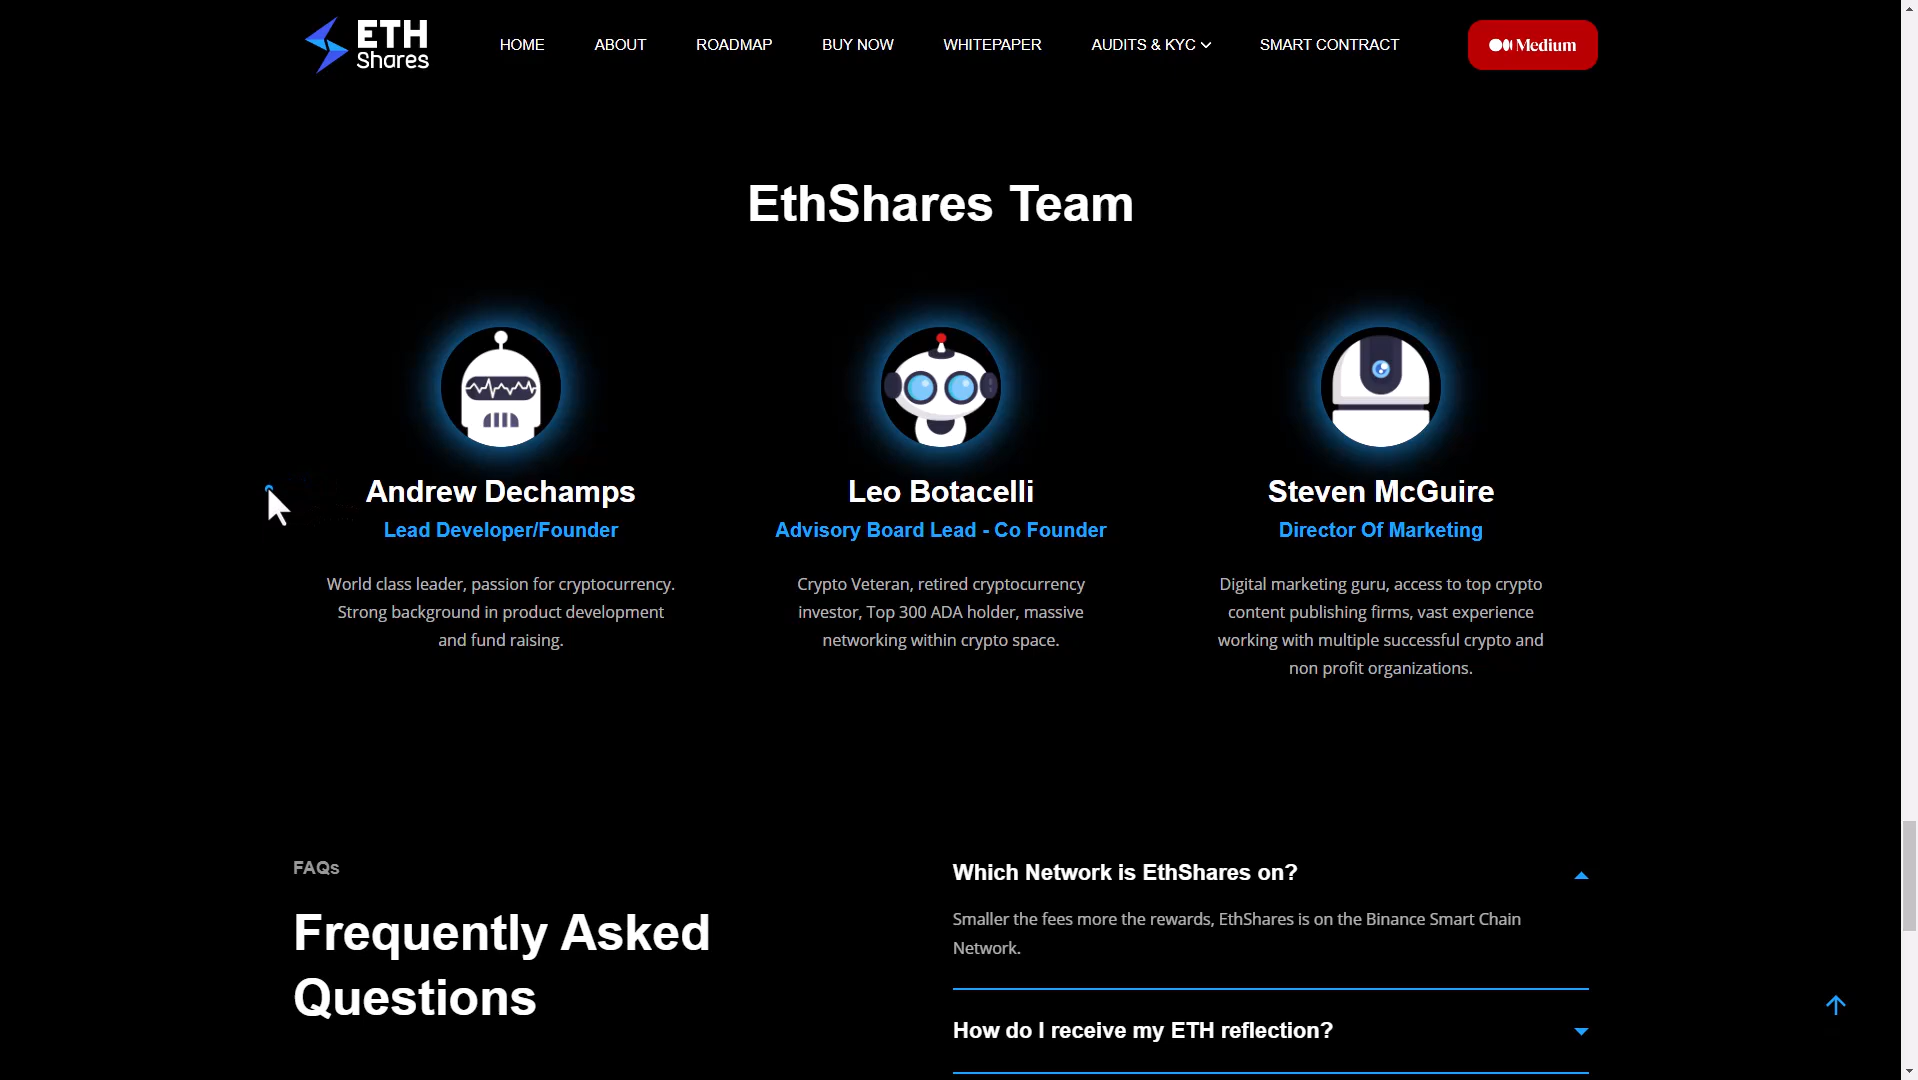 ETH
Shares
HOME
ABOUT
ROADMAP
BUY NOW
WHITEPAPER
AUDITS & KYC
SMART CONTRACT
Medium
EthShares Team
Andrew Dechamps
Lead Developer/Founder
World class leader, passion for cryptocurrency.
Strong background in product development
and fund raising.
Leo Botacelli
Advisory Board Lead - Co Founder
Crypto Veteran, retired cryptocurrency
investor, Top 300 ADA holder, massive
networking within crypto space.
Steven McGuire
Director Of Marketing
Digital marketing guru, access to top crypto
content publishing firms, vast experience
working with multiple successful crypto and
non profit organizations.
FAQs
Frequently Asked
Questions
Which Network is EthShares on?
Smaller the fees more the rewards, EthShares is on the Binance Smart Chain
Network.
How do I receive my ETH reflection?